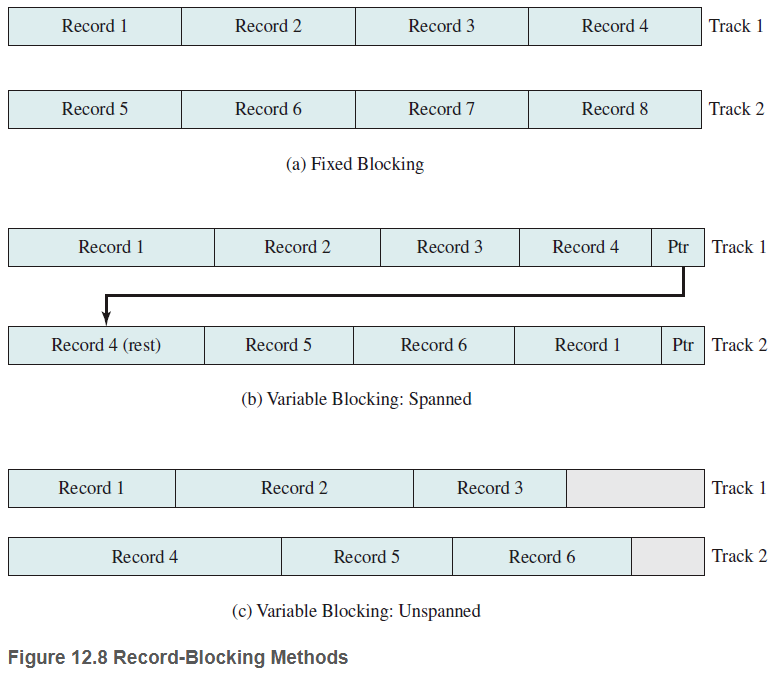 Record 1 Record 2 Record 3 Record 4 Track 1
Record 5 Record 6 Record 7 Record 8 Track 2
(a) Fixed Blocking
Record 1 Record 2 Record 3 Record 4 Ptr Track 1
Record 4 (rest) Record 5 Record 6 Record 1 Ptr Track 2
(b) Variable Blocking: Spanned
Record 1 Record 2 Record 3 Track 1
Record 4 Record 5 Record 6 Track 2
(c) Variable Blocking: Unspanned
Figure 12.8 Record-Blocking Methods